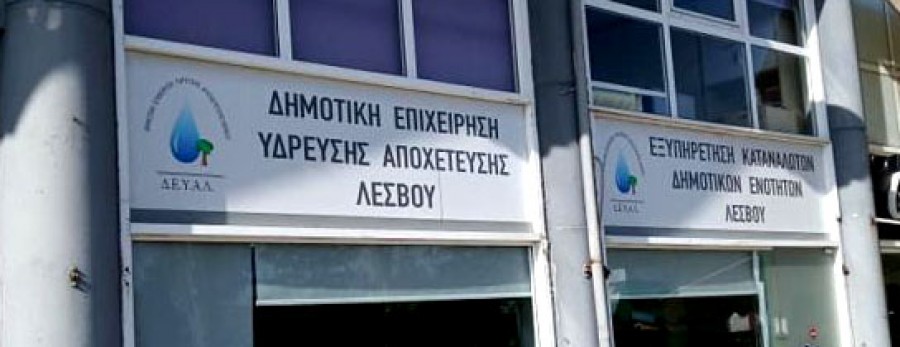 ΔΗΜΟΤΙΚΗ ΕΠΙΧΕΙΡΗΣΗ
ΥΔΡΕΥΣΗΣ ΑΠΟΧΕΤΕΥΣΗΣ
ΛΕΣΒΟΥ
Δ.Ε.Υ.Α.Λ.
ΕΞΥΠΗΡΕΤΗΣΗ ΚΑΤΑΝΑΛΩΤΩΝ
ΔΗΜΟΤΙΚΩΝ ΕΝΟΤΗΤΩΝ
ΛΕΣΒΟΥ
Δ.Ε.Υ.Α.Λ.